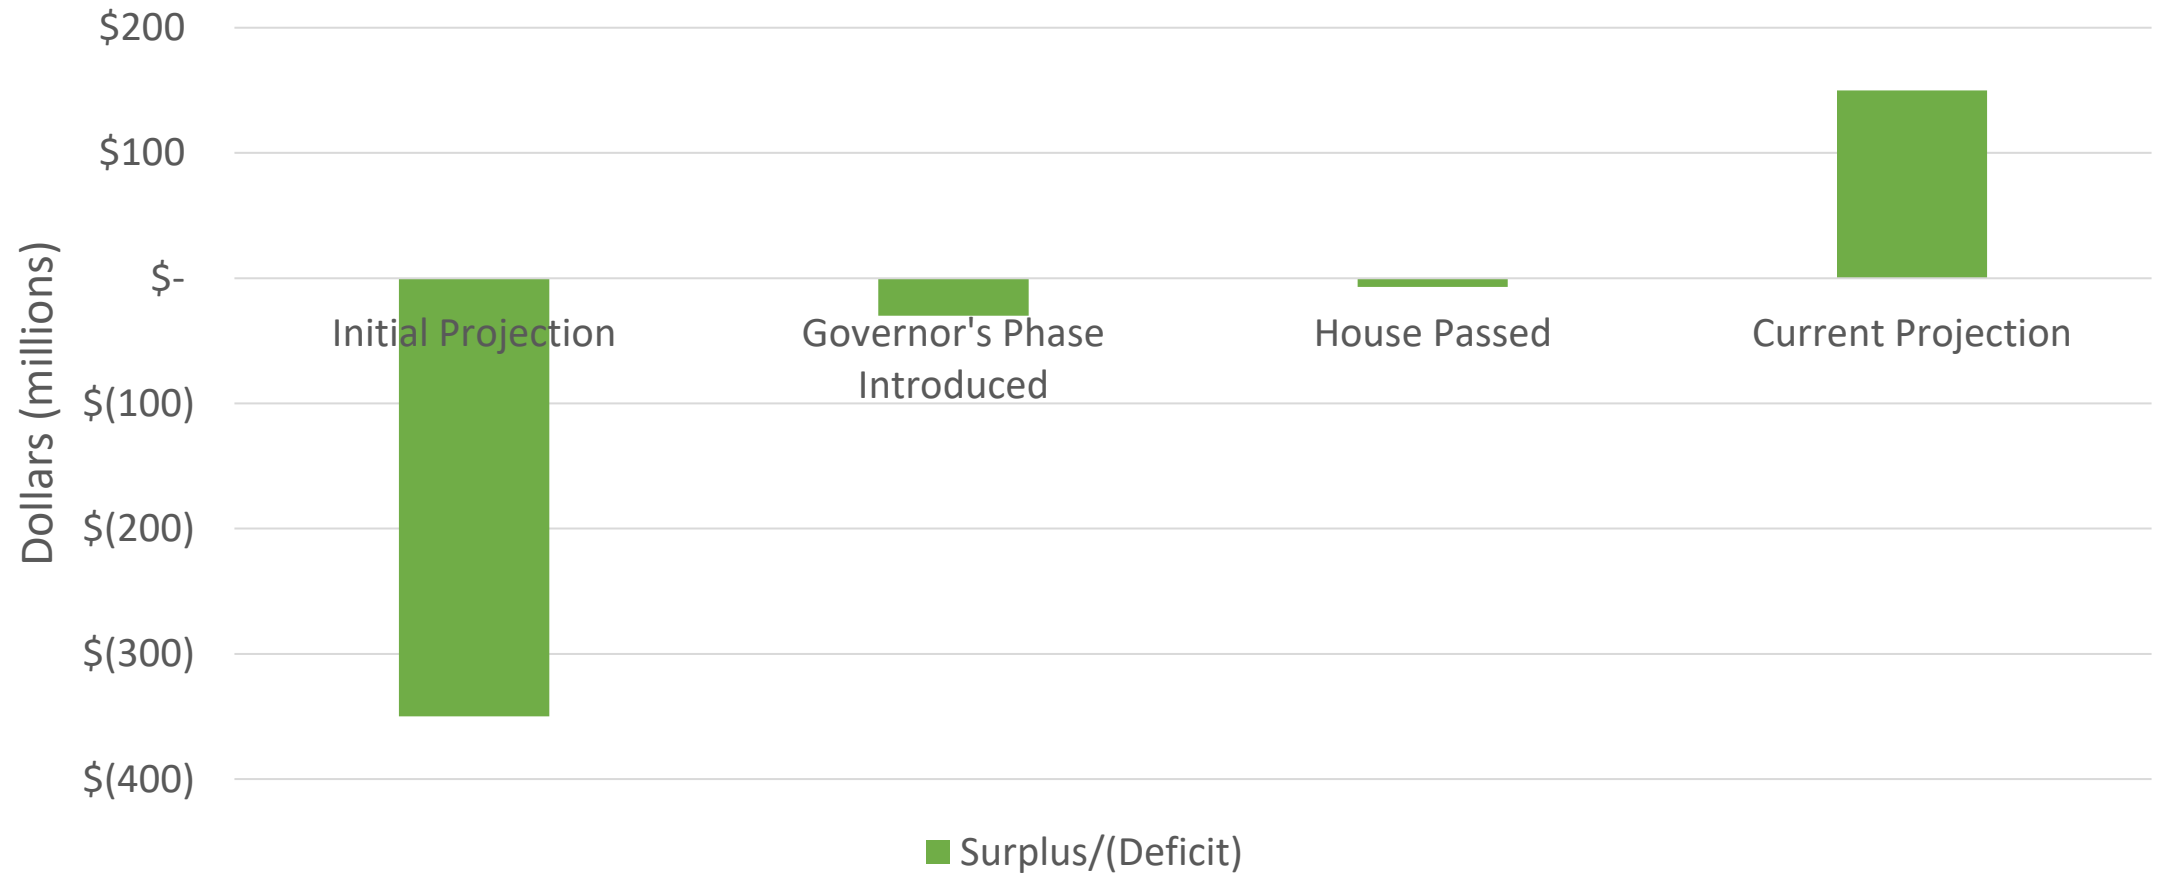 $200
$100
$-
$(100)
$(200)
$(300)
$(400)
Dollars (millions)
Initial Projection
Governor's Phase
Introduced
House Passed
Current Projection
Surplus/(Deficit)